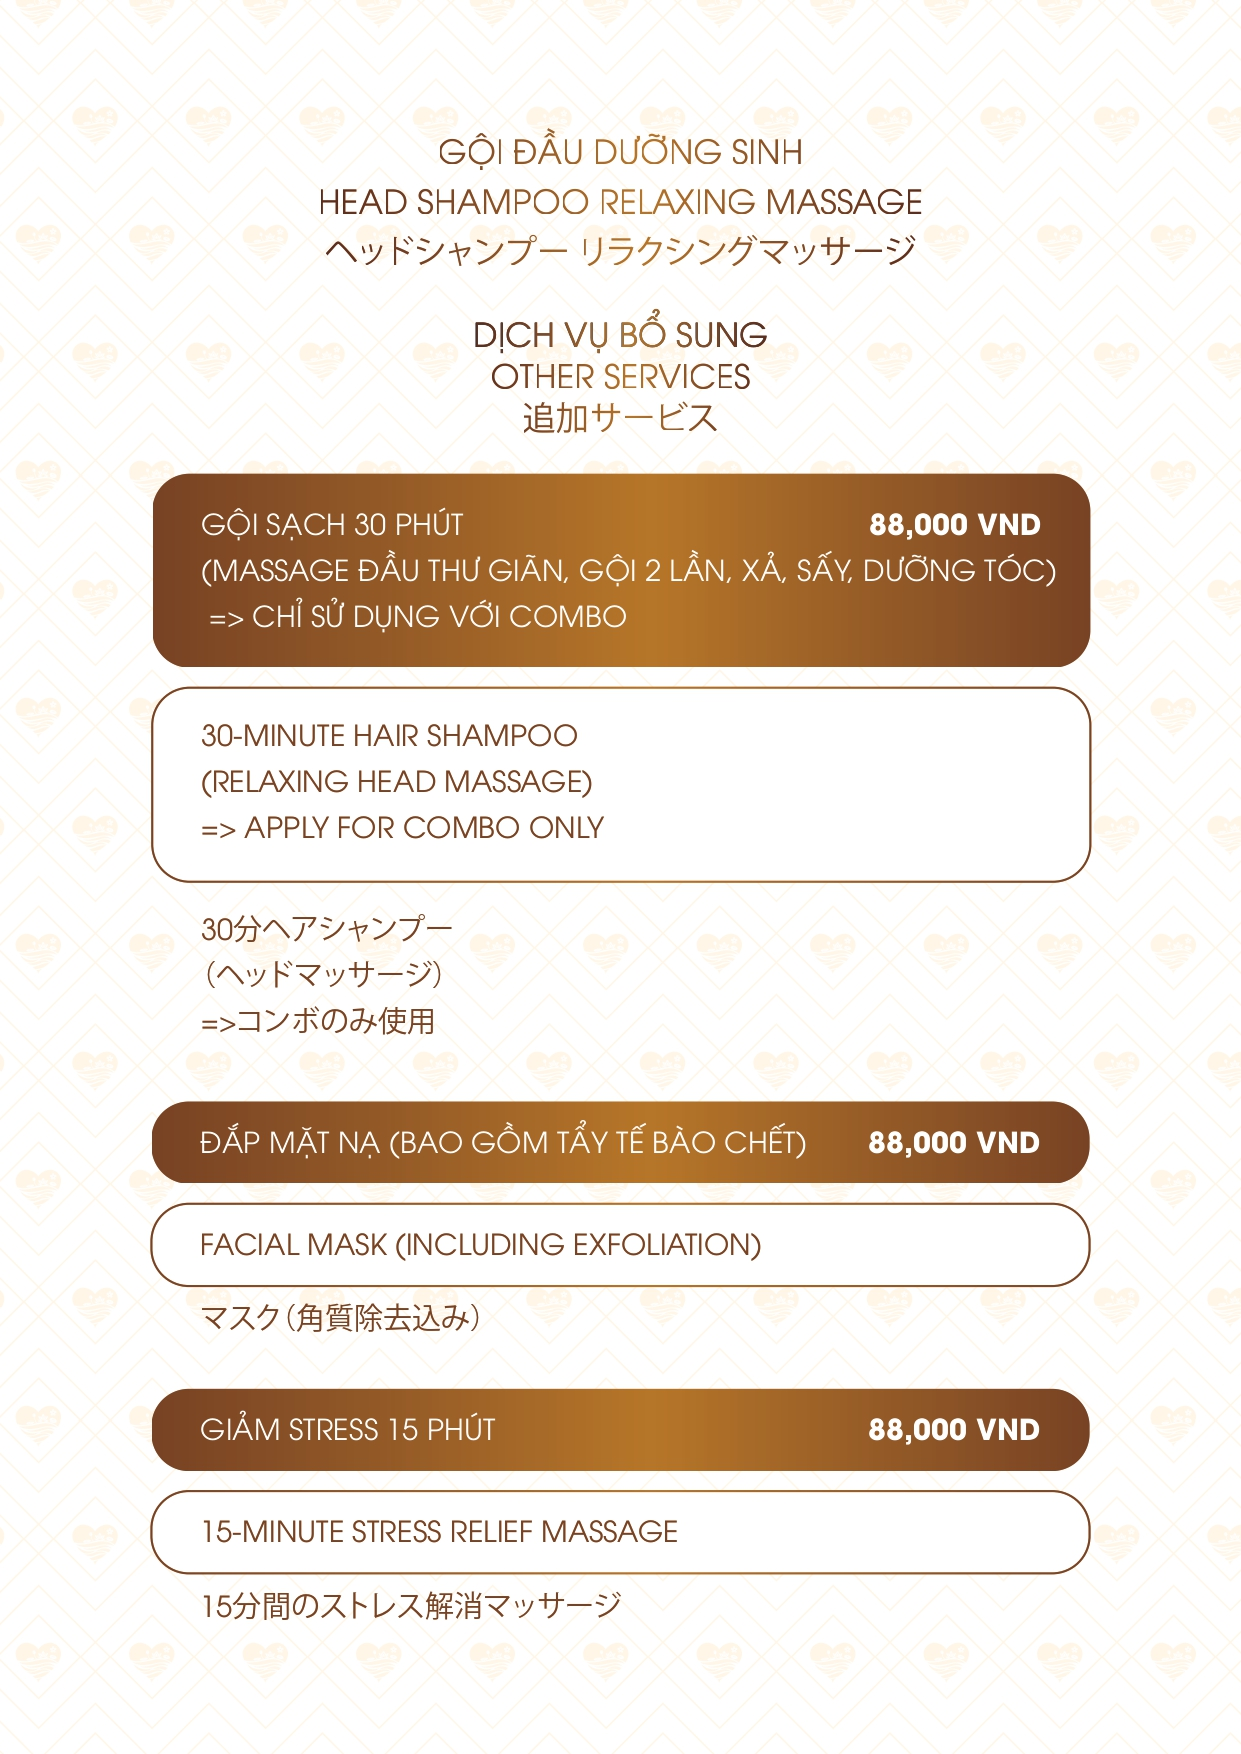 GỘI ĐẦU DƯỠNG SINH
HEAD SHAMPOO RELAXING MASSAGE
ヘッドシャンプー リラクシングマッサージ
DỊCH VỤ BỔ SUNG
OTHER SERVICES
追加サービス
GỘI SẠCH 30 PHÚT 88,000 VND
(MASSAGE ĐẦU THƯ GIÃN, GỘI 2 LẦN, XẢ, SẤY, DƯỠNG TÓC)
=> CHỈ SỬ DỤNG VỚI COMBO
30-MINUTE HAIR SHAMPOO
(RELAXING HEAD MASSAGE)
=> APPLY FOR COMBO ONLY
30分ヘアシャンプー
（ヘッドマッサージ）
=>コンボのみ使用
ĐẮP MẶT NẠ (BAO GỒM TẨY TẾ BÀO CHẾT) 88,000 VND
FACIAL MASK (INCLUDING EXFOLIATION)
マスク（角質除去込み）
GIẢM STRESS 15 PHÚT 88,000 VND
15-MINUTE STRESS RELIEF MASSAGE
15分間のストレス解消マッサージ